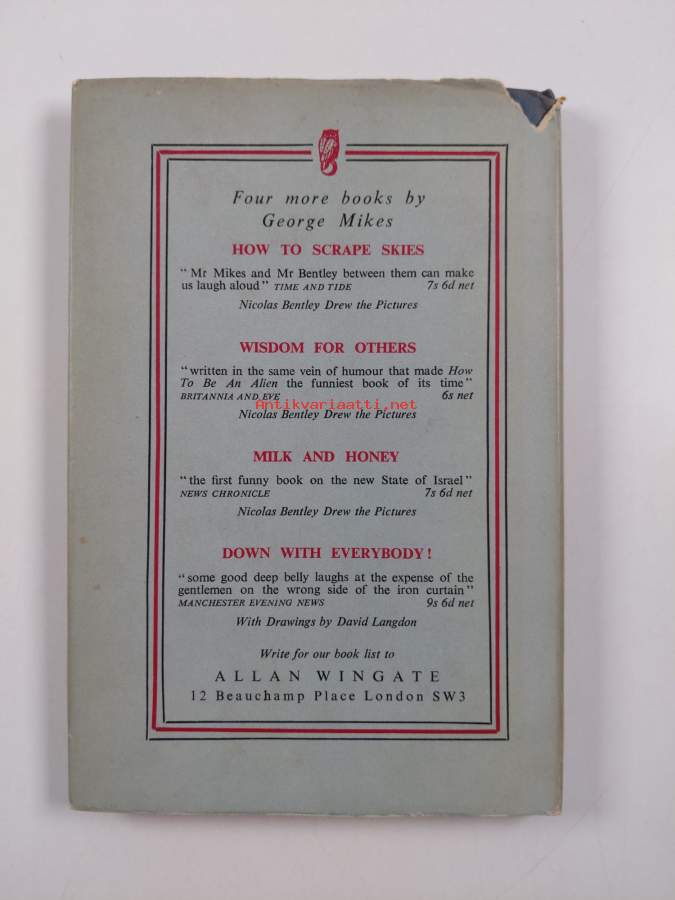 Four more books by
George Mikes
HOW TO SCRAPE SKIES
"Mr Mikes and Mr Bentley between them can make
us laugh aloud" TIME AND TIDE 7s 6d net
Nicolas Bentley Drew the Pictures
WISDOM FOR OTHERS
"written in the same vein of humour that made How
To Be An Alien the funniest book of its time"
BRITANNIA AND EVE 6s net
Antikvariaatti.net
Nicolas Bentley Drew the Pictures
MILK AND HONEY
"the first funny book on the new State of Israel"
NEWS CHRONICLE 7s 6d net
Nicolas Bentley Drew the Pictures
DOWN WITH EVERYBODY!
"some good deep belly laughs at the expense of the
gentlemen on the wrong side of the iron curtain"
MANCHESTER EVENING NEWS 9s 6d net
With Drawings by David Langdon
Write for our book list to
ALLAN WINGATE
12 Beauchamp Place London SW3